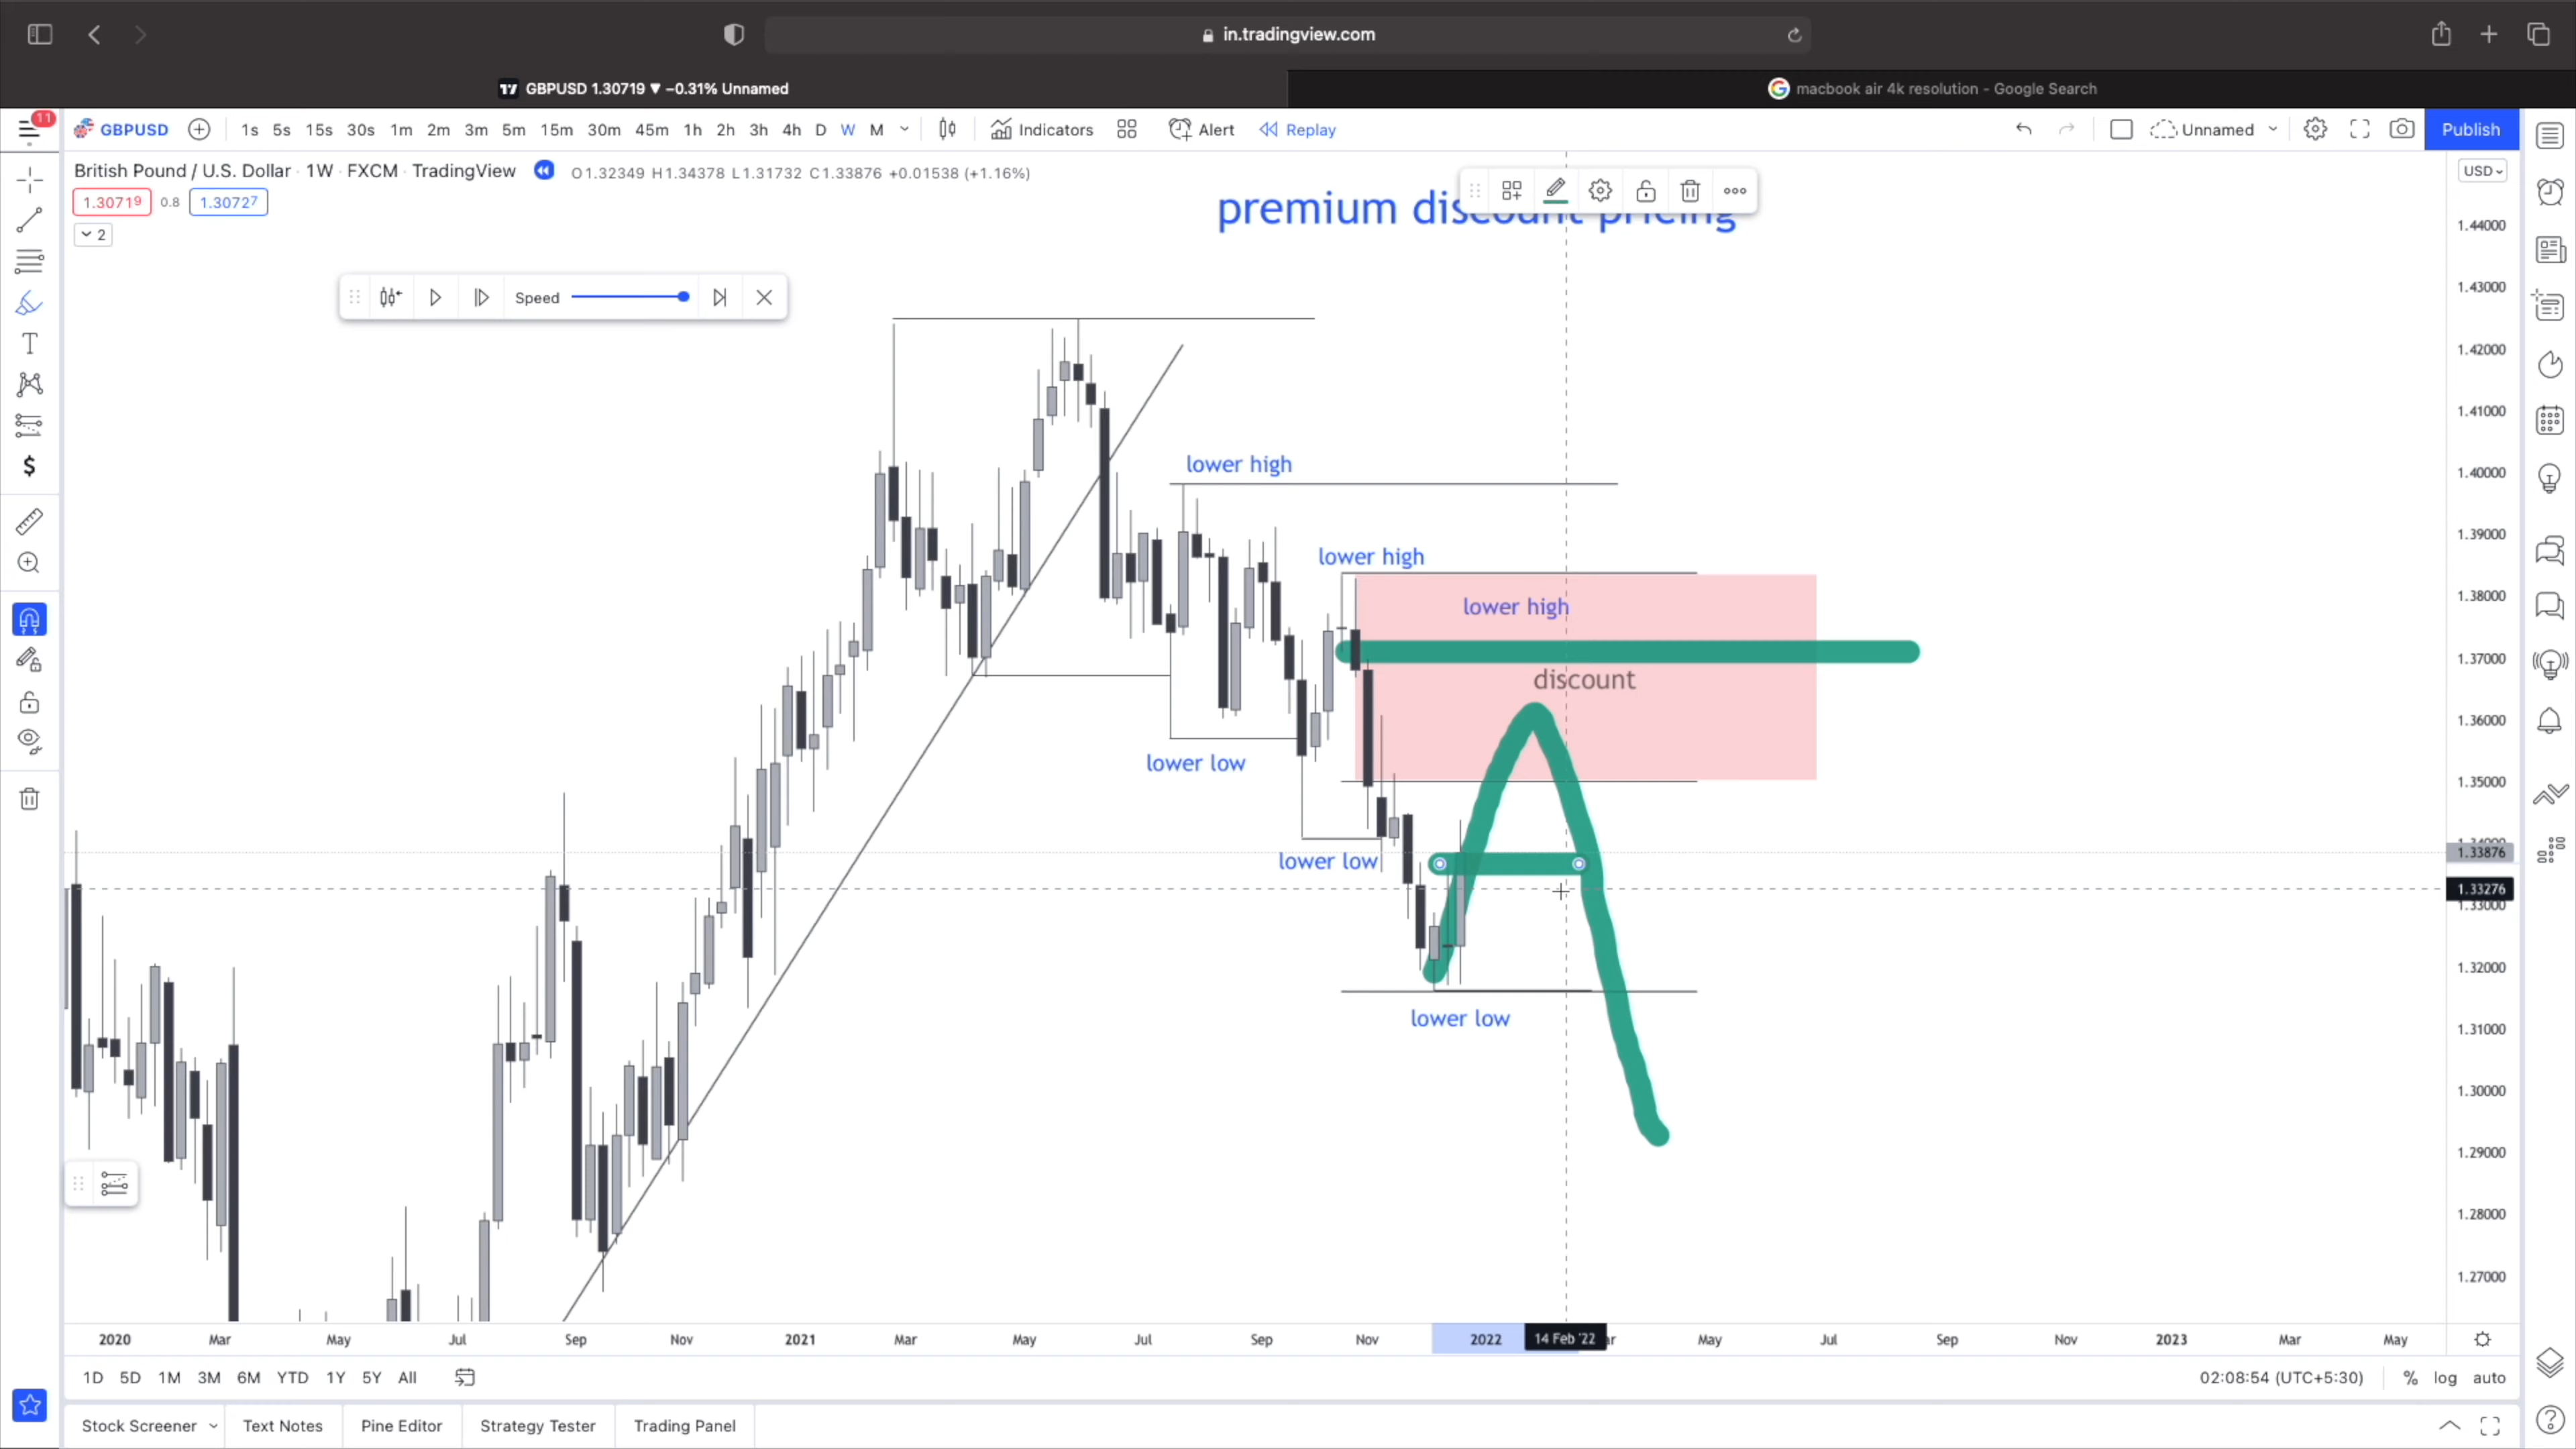 in.tradingview.com
GBPUSD 1.30719 ▼ −0.31% Unnamed
macbook air 4k resolution - Google Search
11
GBPUSD 1s 5s 15s 30s 1m 2m 3m 5m 15m 30m 45m 1h 2h 3h 4h D W M Indicators Alert Replay Unnamed Publish
British Pound / U.S. Dollar · 1W · FXCM · TradingView O1.32349 H1.34378 L1.31732 C1.33876 +0.01538 (+1.16%)
USD
1.30719 0.8 1.30727
2
premium discount pricing
Speed
lower high
lower high
lower high
discount
lower low
lower low
lower low
1.44000
1.43000
1.42000
1.41000
1.40000
1.39000
1.38000
1.37000
1.36000
1.35000
1.34000
1.33876
1.33276
1.33000
1.32000
1.31000
1.30000
1.29000
1.28000
1.27000
2020 Mar May Jul Sep Nov 2021 Mar May Jul Sep Nov 2022 14 Feb '22 May Jul Sep Nov 2023 Mar May
1D 5D 1M 3M 6M YTD 1Y 5Y All 02:08:54 (UTC+5:30) % log auto
Stock Screener Text Notes Pine Editor Strategy Tester Trading Panel